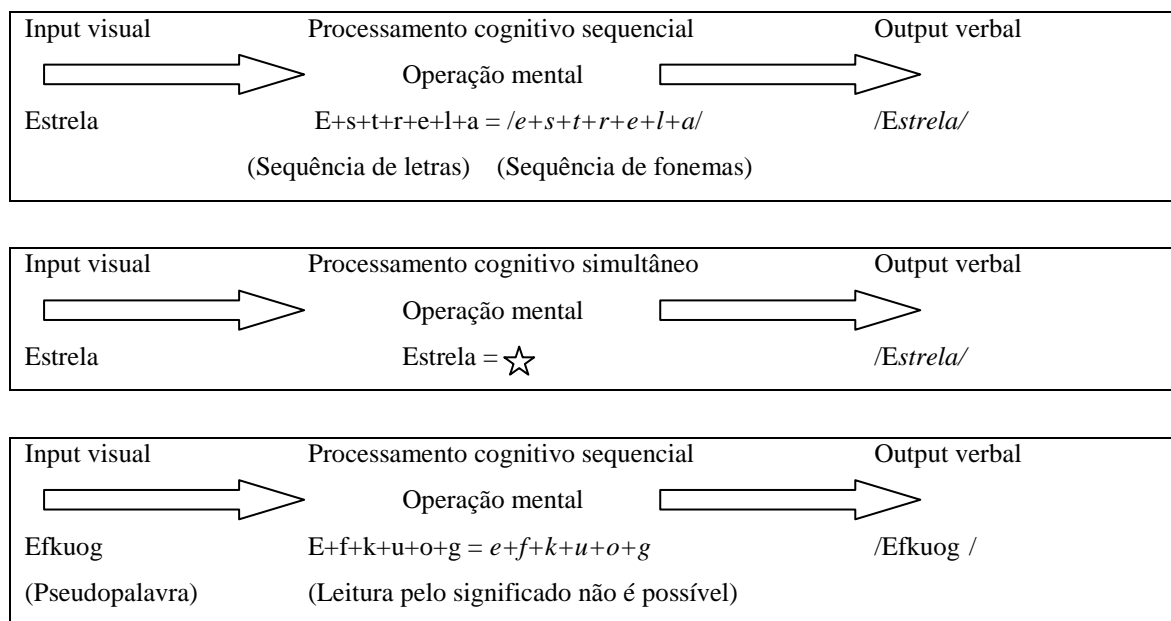 Input visual Processamento cognitivo sequencial Output verbal
Operação mental
Estrela E+s+t+r+e+l+a = /e+s+t+r+e+l+a/ /Estrela/
(Sequência de letras) (Sequência de fonemas)
Input visual Processamento cognitivo simultâneo Output verbal
Operação mental
Estrela Estrela = /Estrela/
Input visual Processamento cognitivo sequencial Output verbal
Operação mental
Efkuog E+f+k+u+o+g = e+f+k+u+o+g /Efkuog /
(Pseudopalavra) (Leitura pelo significado não é possível)